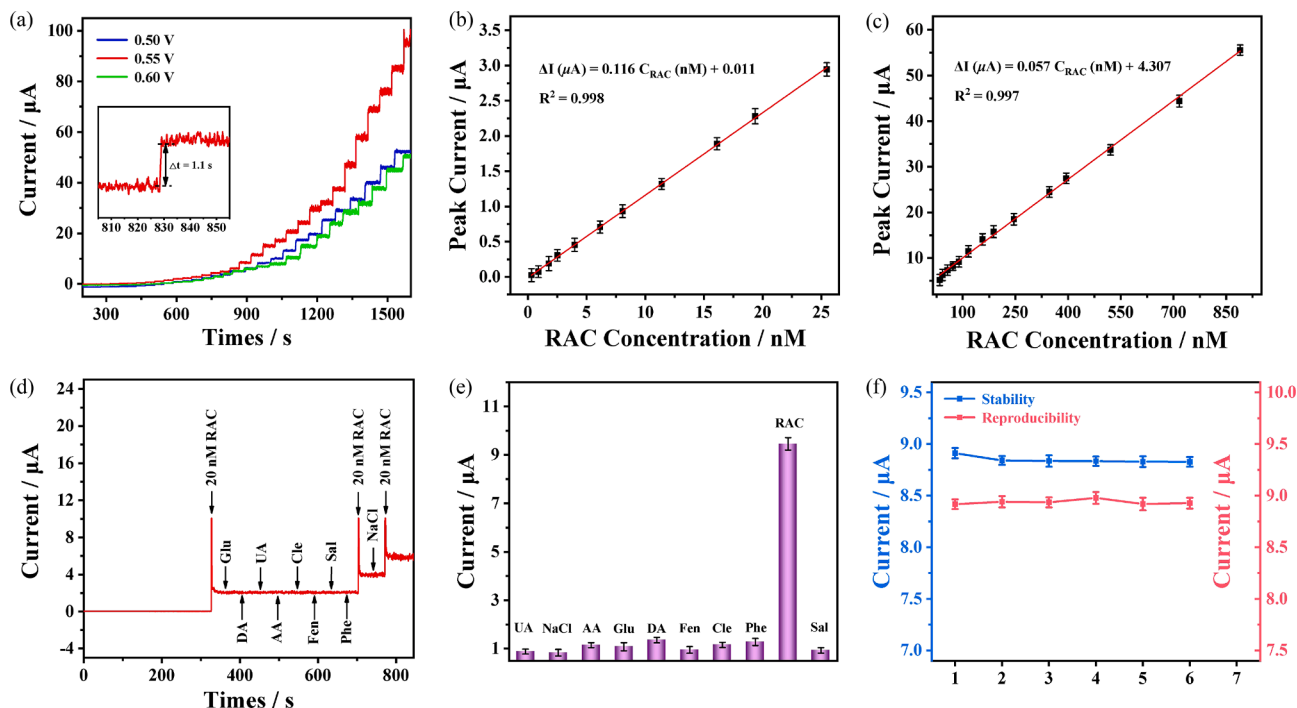 (a)
100
80
60
40
20
0
Current / µA
0.50 V
0.55 V
0.60 V
Δt = 1.1 s
810 820 830 840 850
300 600 900 1200 1500
Times / s
(b)
3.5
3.0
2.5
2.0
1.5
1.0
0.5
0.0
Peak Current / µA
ΔI (µA) = 0.116 C_RAC (nM) + 0.011
R² = 0.998
0 5 10 15 20 25
RAC Concentration / nM
(c)
60
50
40
30
20
10
Peak Current / µA
ΔI (µA) = 0.057 C_RAC (nM) + 4.307
R² = 0.997
100 250 400 550 700 850
RAC Concentration / nM
(d)
24
20
16
12
8
4
0
-4
Current / µA
20 nM RAC
20 nM RAC
20 nM RAC
Glu
UA
Cle
Sal
NaCl
DA
AA
Fen
Phe
0 200 400 600 800
Times / s
(e)
11
9
7
5
3
1
Current / µA
UA NaCl AA Glu DA Fen Cle Phe RAC Sal
(f)
9.5
9.0
8.5
8.0
7.5
7.0
Current / µA
Stability
Reproducibility
10.0
9.5
9.0
8.5
8.0
7.5
Current / µA
1 2 3 4 5 6 7